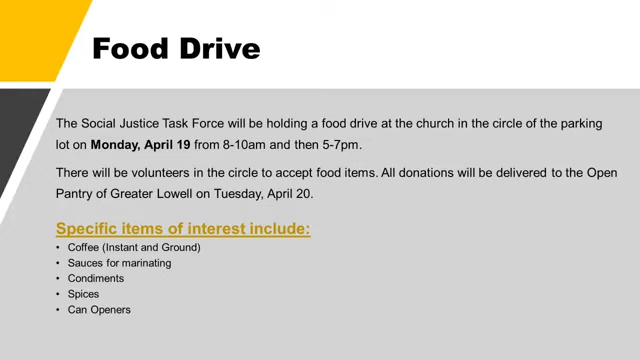 Food Drive
The Social Justice Task Force will be holding a food drive at the church in the circle of the parking
lot on Monday, April 19 from 8-10am and then 5-7pm.
There will be volunteers in the circle to accept food items. All donations will be delivered to the Open
Pantry of Greater Lowell on Tuesday, April 20.
Specific items of interest include:
• Coffee (Instant and Ground)
• Sauces for marinating
• Condiments
• Spices
• Can Openers